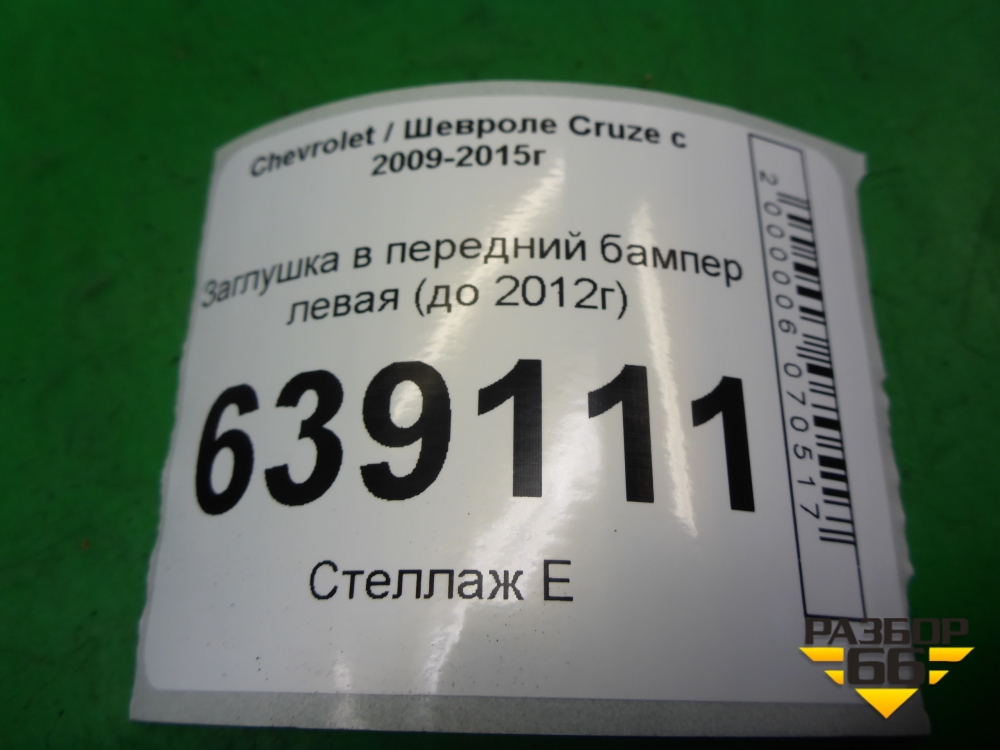 Chevrolet / Шевроле Cruze с
2009-2015г
Заглушка в передний бампер
левая (до 2012г)
639111
Стеллаж Е
2000006070517
РАЗБОР
66